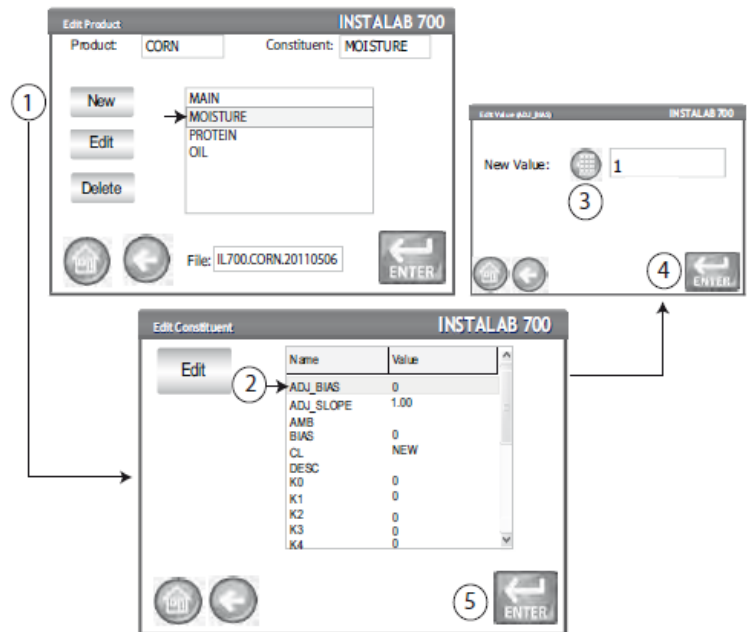 Edit Product INSTALAB 700
Product: CORN Constituent: MOISTURE
1
New
Edit
Delete
MAIN
MOISTURE
PROTEIN
OIL
File: IL700.CORN.20110506
ENTER
Edit Value (ADJ_BIAS) INSTALAB 700
New Value: 1
3
4
ENTER
Edit Constituent INSTALAB 700
Edit
2
Name Value
ADJ_BIAS 0
ADJ_SLOPE 1.00
AMB
BIAS 0
CL NEW
DESC
K0 0
K1 0
K2 0
K3 0
K4 0
5
ENTER